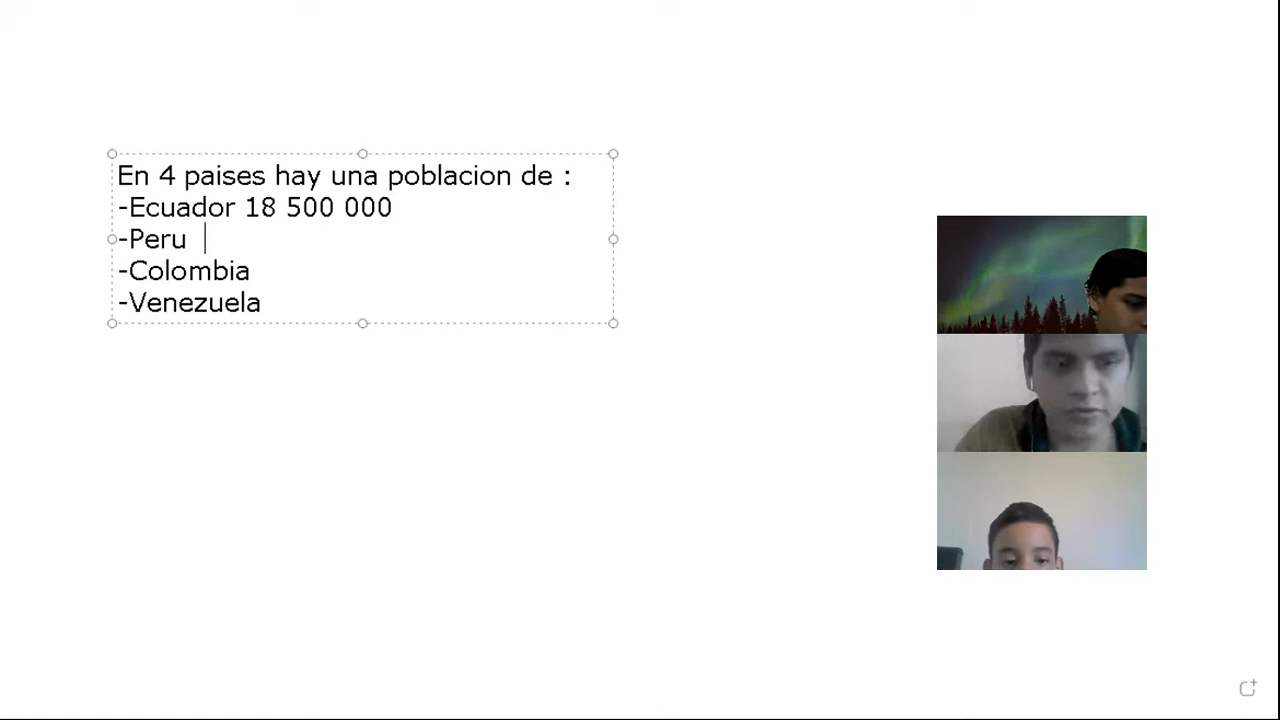 En 4 paises hay una poblacion de :
-Ecuador 18 500 000
-Peru
-Colombia
-Venezuela